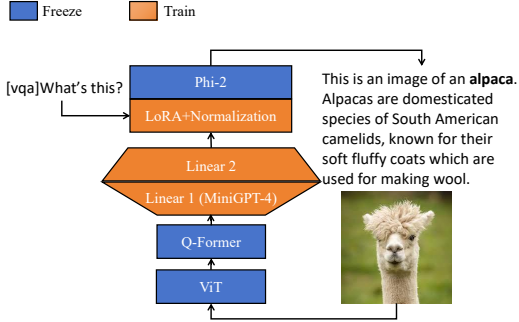 Freeze
Train
Phi-2
[vqa]What's this?
LoRA+Normalization
Linear 2
Linear 1 (MiniGPT-4)
Q-Former
ViT
This is an image of an alpaca.
Alpacas are domesticated
species of South American
camelids, known for their
soft fluffy coats which are
used for making wool.